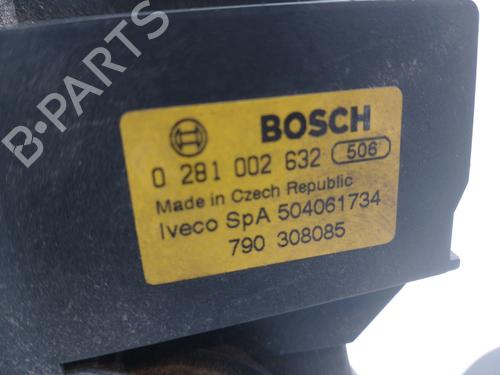 B-PARTS
BOSCH
0 281 002 632 506
Made in Czech Republic
Iveco SpA 504061734
790 308085